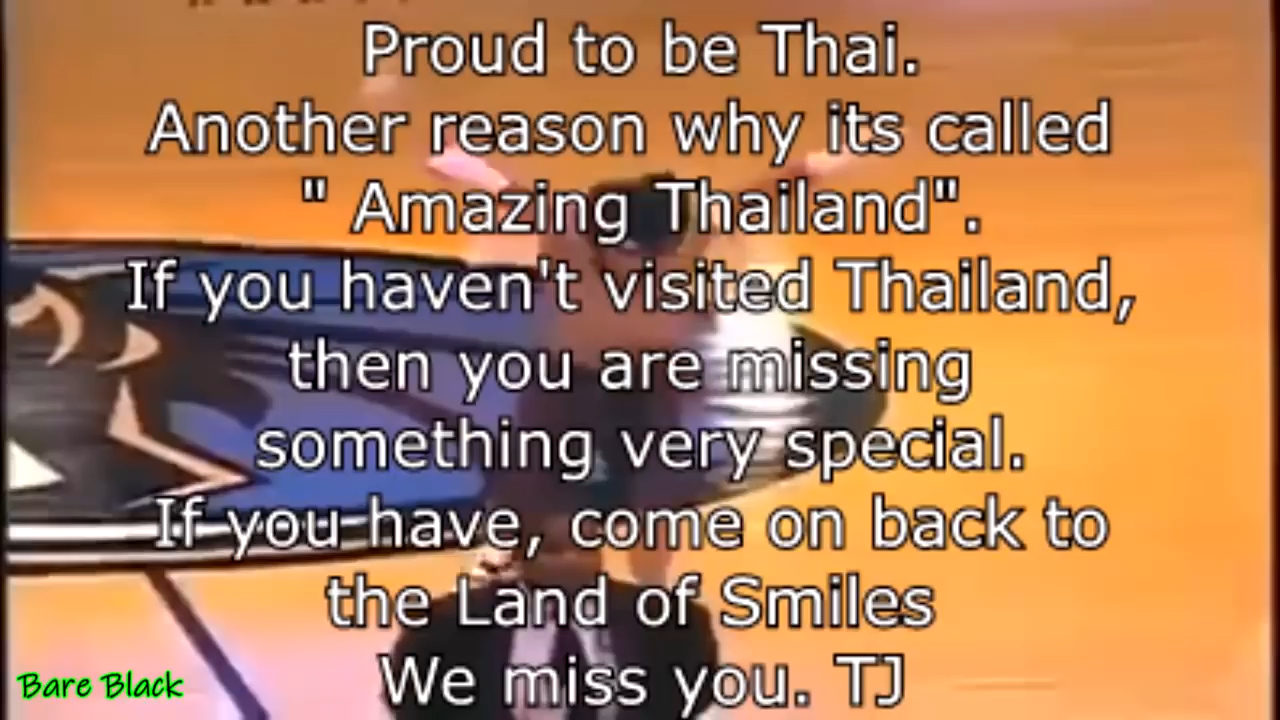 Proud to be Thai.
Another reason why its called
" Amazing Thailand".
If you haven't visited Thailand,
then you are missing
something very special.
If you have, come on back to
the Land of Smiles
We miss you. TJ
Bare Black